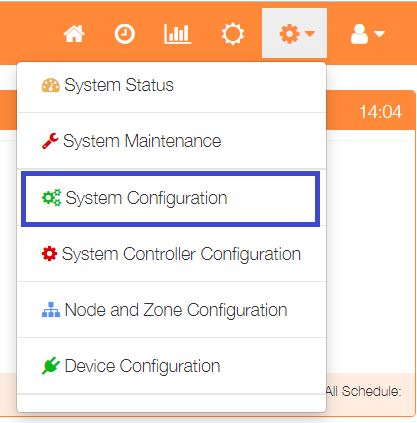 System Status
14:04
System Maintenance
System Configuration
System Controller Configuration
Node and Zone Configuration
Device Configuration
All Schedule: